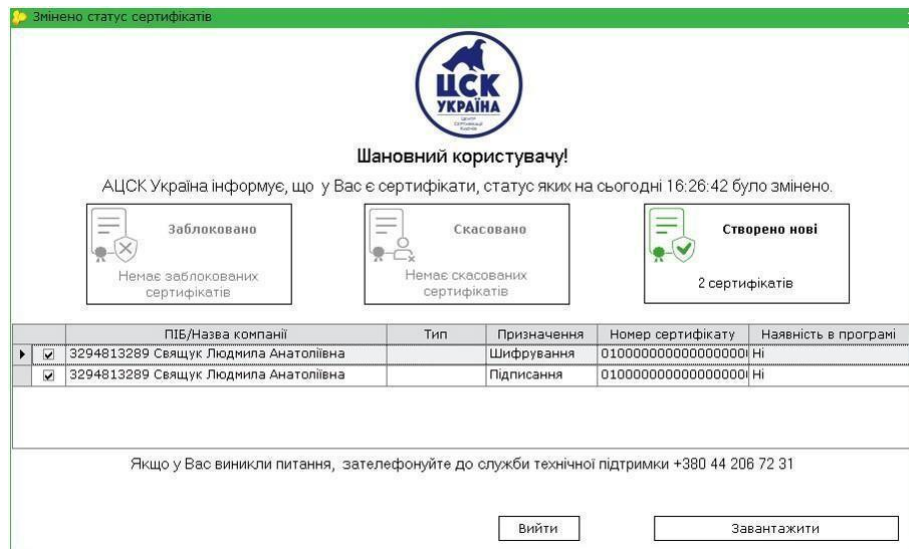 Змінено статус сертифікатів
ЦСК
УКРАЇНА
Шановний користувачу!
АЦСК Україна інформує, що у Вас є сертифікати, статус яких на сьогодні 16:26:42 було змінено.
Заблоковано
Немає заблокованих
сертифікатів
Скасовано
Немає скасованих
сертифікатів
Створено нові
2 сертифікатів
ПІБ/Назва компанії Тип Призначення Номер сертифікату Наявність в програмі
3294813289 Свящук Людмила Анатоліївна Шифрування Ні
3294813289 Свящук Людмила Анатоліївна Підписання Ні
Якщо у Вас виникли питання, зателефонуйте до служби технічної підтримки +380 44 206 72 31
Вийти Завантажити